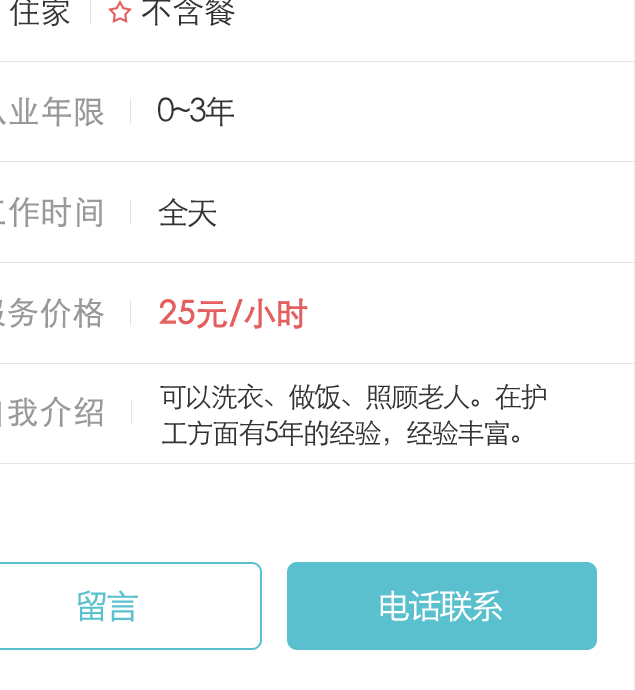 住家 不含餐
业年限 0~3年
工作时间 全天
服务价格 25元/小时
我介绍 可以洗衣、做饭、照顾老人。在护
工方面有5年的经验，经验丰富。
留言 电话联系